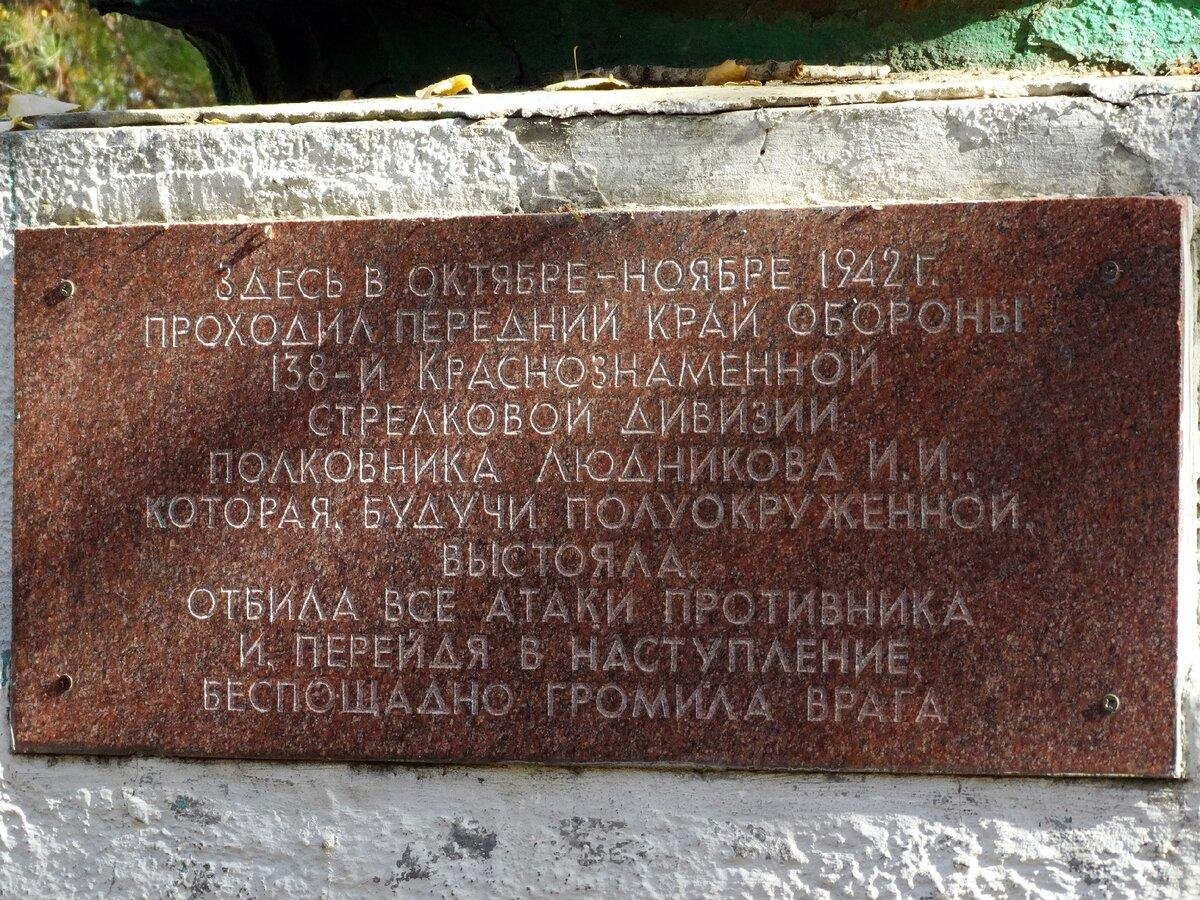 ЗДЕСЬ В ОКТЯБРЕ-НОЯБРЕ 1942 Г.
ПРОХОДИЛ ПЕРЕДНИЙ КРАЙ ОБОРОНЫ
138-Й КРАСНОЗНАМЕННОЙ
СТРЕЛКОВОЙ ДИВИЗИИ
ПОЛКОВНИКА ЛЮДНИКОВА И.И.,
КОТОРАЯ, БУДУЧИ ПОЛУОКРУЖЕННОЙ,
ВЫСТОЯЛА,
ОТБИЛА ВСЕ АТАКИ ПРОТИВНИКА
И, ПЕРЕЙДЯ В НАСТУПЛЕНИЕ,
БЕСПОЩАДНО ГРОМИЛА ВРАГА